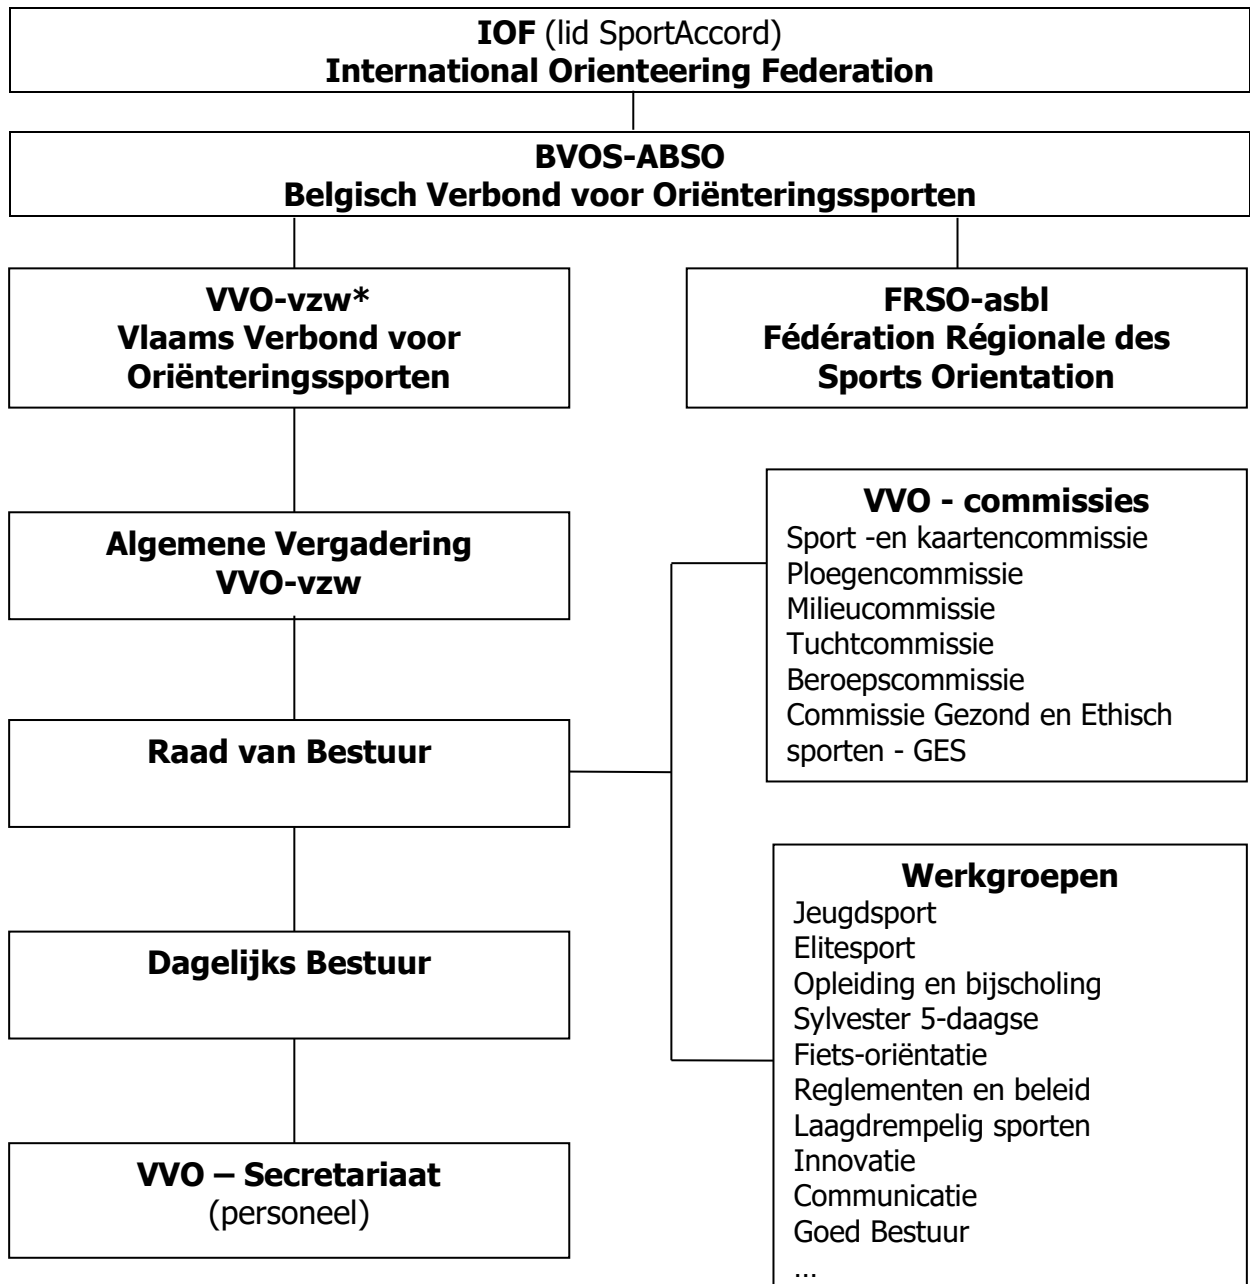 IOF (lid SportAccord)
International Orienteering Federation
BVOS-ABSO
Belgisch Verbond voor Oriënteringssporten
VVO-vzw*
Vlaams Verbond voor
Oriënteringssporten
FRSO-asbl
Fédération Régionale des
Sports Orientation
Algemene Vergadering
VVO-vzw
VVO - commissies
Sport -en kaartencommissie
Ploegencommissie
Milieucommissie
Tuchtcommissie
Beroepscommissie
Commissie Gezond en Ethisch
sporten - GES
Raad van Bestuur
Werkgroepen
Jeugdsport
Elitesport
Opleiding en bijscholing
Sylvester 5-daagse
Fiets-oriëntatie
Reglementen en beleid
Laagdrempelig sporten
Innovatie
Communicatie
Goed Bestuur
...
Dagelijks Bestuur
VVO – Secretariaat
(personeel)